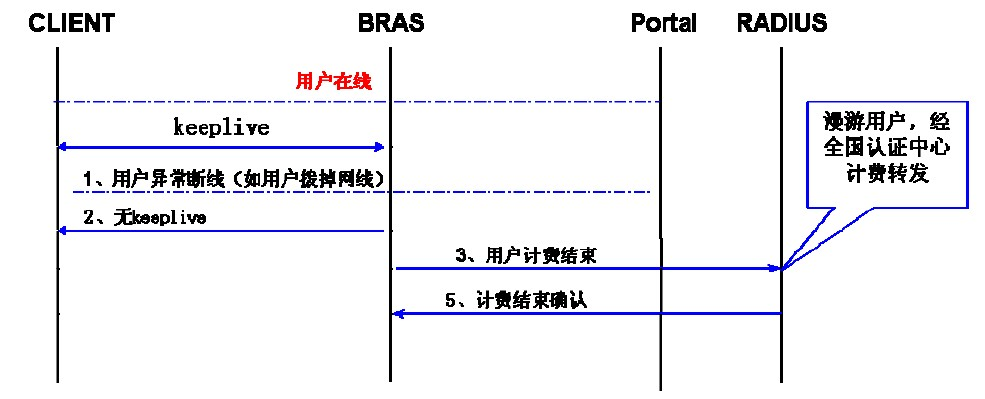 CLIENT BRAS Portal RADIUS
用户在线
keeplive
漫游用户，经
全国认证中心
计费转发
1、用户异常断线（如用户拨掉网线）
2、无keeplive
3、用户计费结束
5、计费结束确认